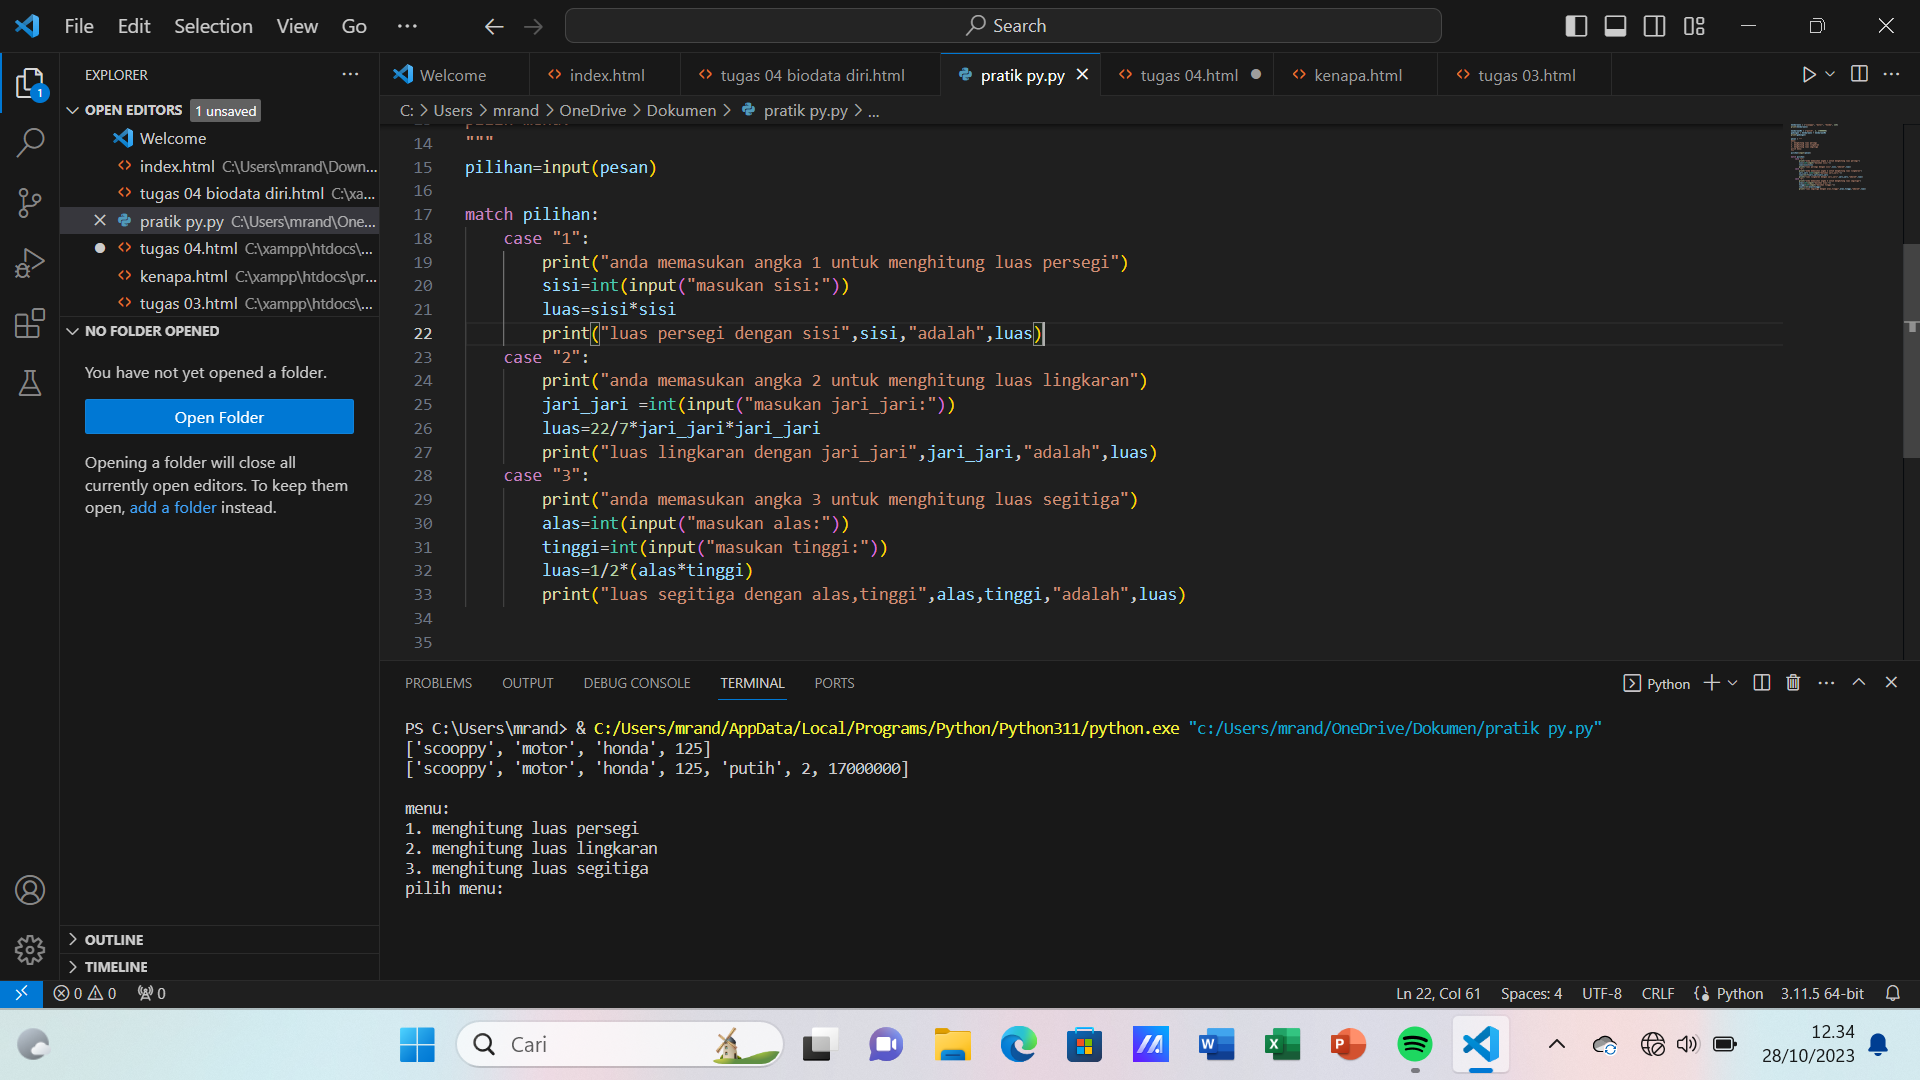 File Edit Selection View Go ··· Search
EXPLORER ···
OPEN EDITORS 1 unsaved
Welcome
index.html C:\Users\mrand\Down...
tugas 04 biodata diri.html C:\xa...
pratik py.py C:\Users\mrand\One...
tugas 04.html C:\xampp\htdocs\...
kenapa.html C:\xampp\htdocs\pr...
tugas 03.html C:\xampp\htdocs\...
NO FOLDER OPENED
You have not yet opened a folder.
Open Folder
Opening a folder will close all
currently open editors. To keep them
open, add a folder instead.
OUTLINE
TIMELINE
1
Welcome index.html tugas 04 biodata diri.html pratik py.py tugas 04.html kenapa.html tugas 03.html ···
C: > Users > mrand > OneDrive > Dokumen > pratik py.py > ...
14 """
15 pilihan=input(pesan)
16
17 match pilihan:
18 case "1":
19 print("anda memasukan angka 1 untuk menghitung luas persegi")
20 sisi=int(input("masukan sisi:"))
21 luas=sisi*sisi
22 print("luas persegi dengan sisi",sisi,"adalah",luas)
23 case "2":
24 print("anda memasukan angka 2 untuk menghitung luas lingkaran")
25 jari_jari =int(input("masukan jari_jari:"))
26 luas=22/7*jari_jari*jari_jari
27 print("luas lingkaran dengan jari_jari",jari_jari,"adalah",luas)
28 case "3":
29 print("anda memasukan angka 3 untuk menghitung luas segitiga")
30 alas=int(input("masukan alas:"))
31 tinggi=int(input("masukan tinggi:"))
32 luas=1/2*(alas*tinggi)
33 print("luas segitiga dengan alas,tinggi",alas,tinggi,"adalah",luas)
34
35
PROBLEMS OUTPUT DEBUG CONSOLE TERMINAL PORTS Python ···
PS C:\Users\mrand> & C:/Users/mrand/AppData/Local/Programs/Python/Python311/python.exe "c:/Users/mrand/OneDrive/Dokumen/pratik py.py"
['scooppy', 'motor', 'honda', 125]
['scooppy', 'motor', 'honda', 125, 'putih', 2, 17000000]
menu:
1. menghitung luas persegi
2. menghitung luas lingkaran
3. menghitung luas segitiga
pilih menu:
0 0 0 Ln 22, Col 61 Spaces: 4 UTF-8 CRLF Python 3.11.5 64-bit
Cari
12.34
28/10/2023